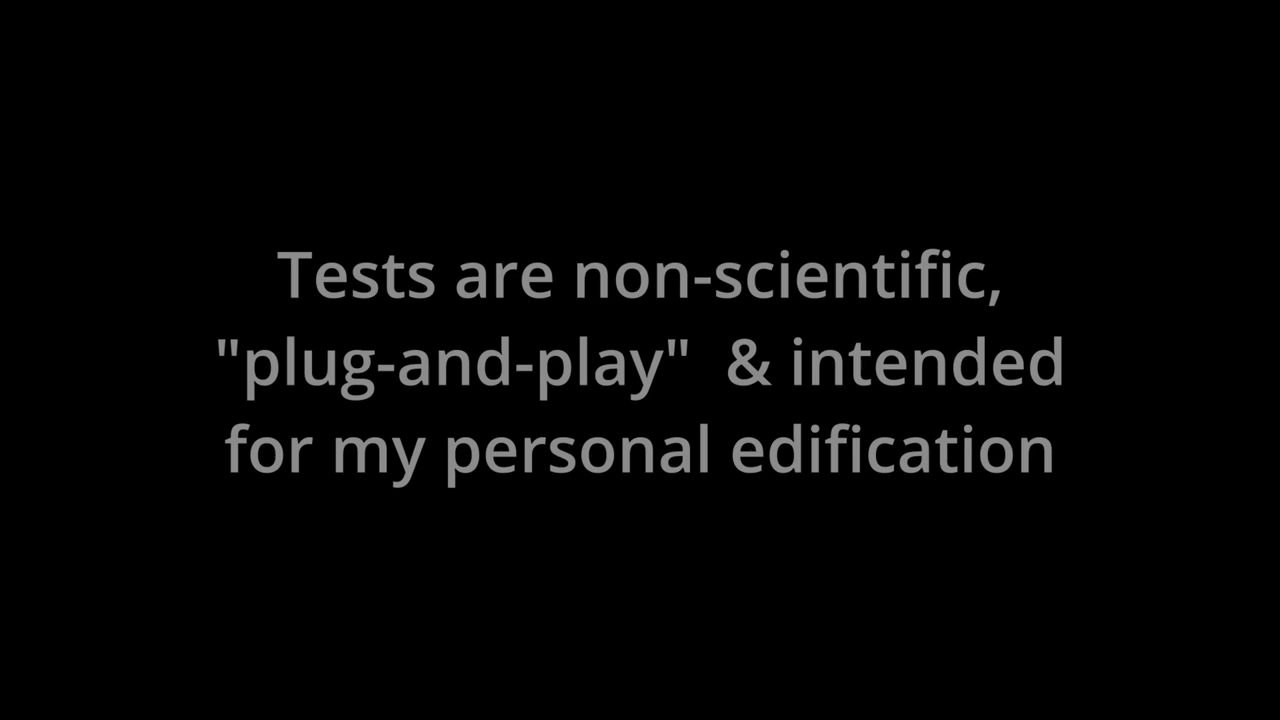 Tests are non-scientific,
"plug-and-play"  & intended
for my personal edification